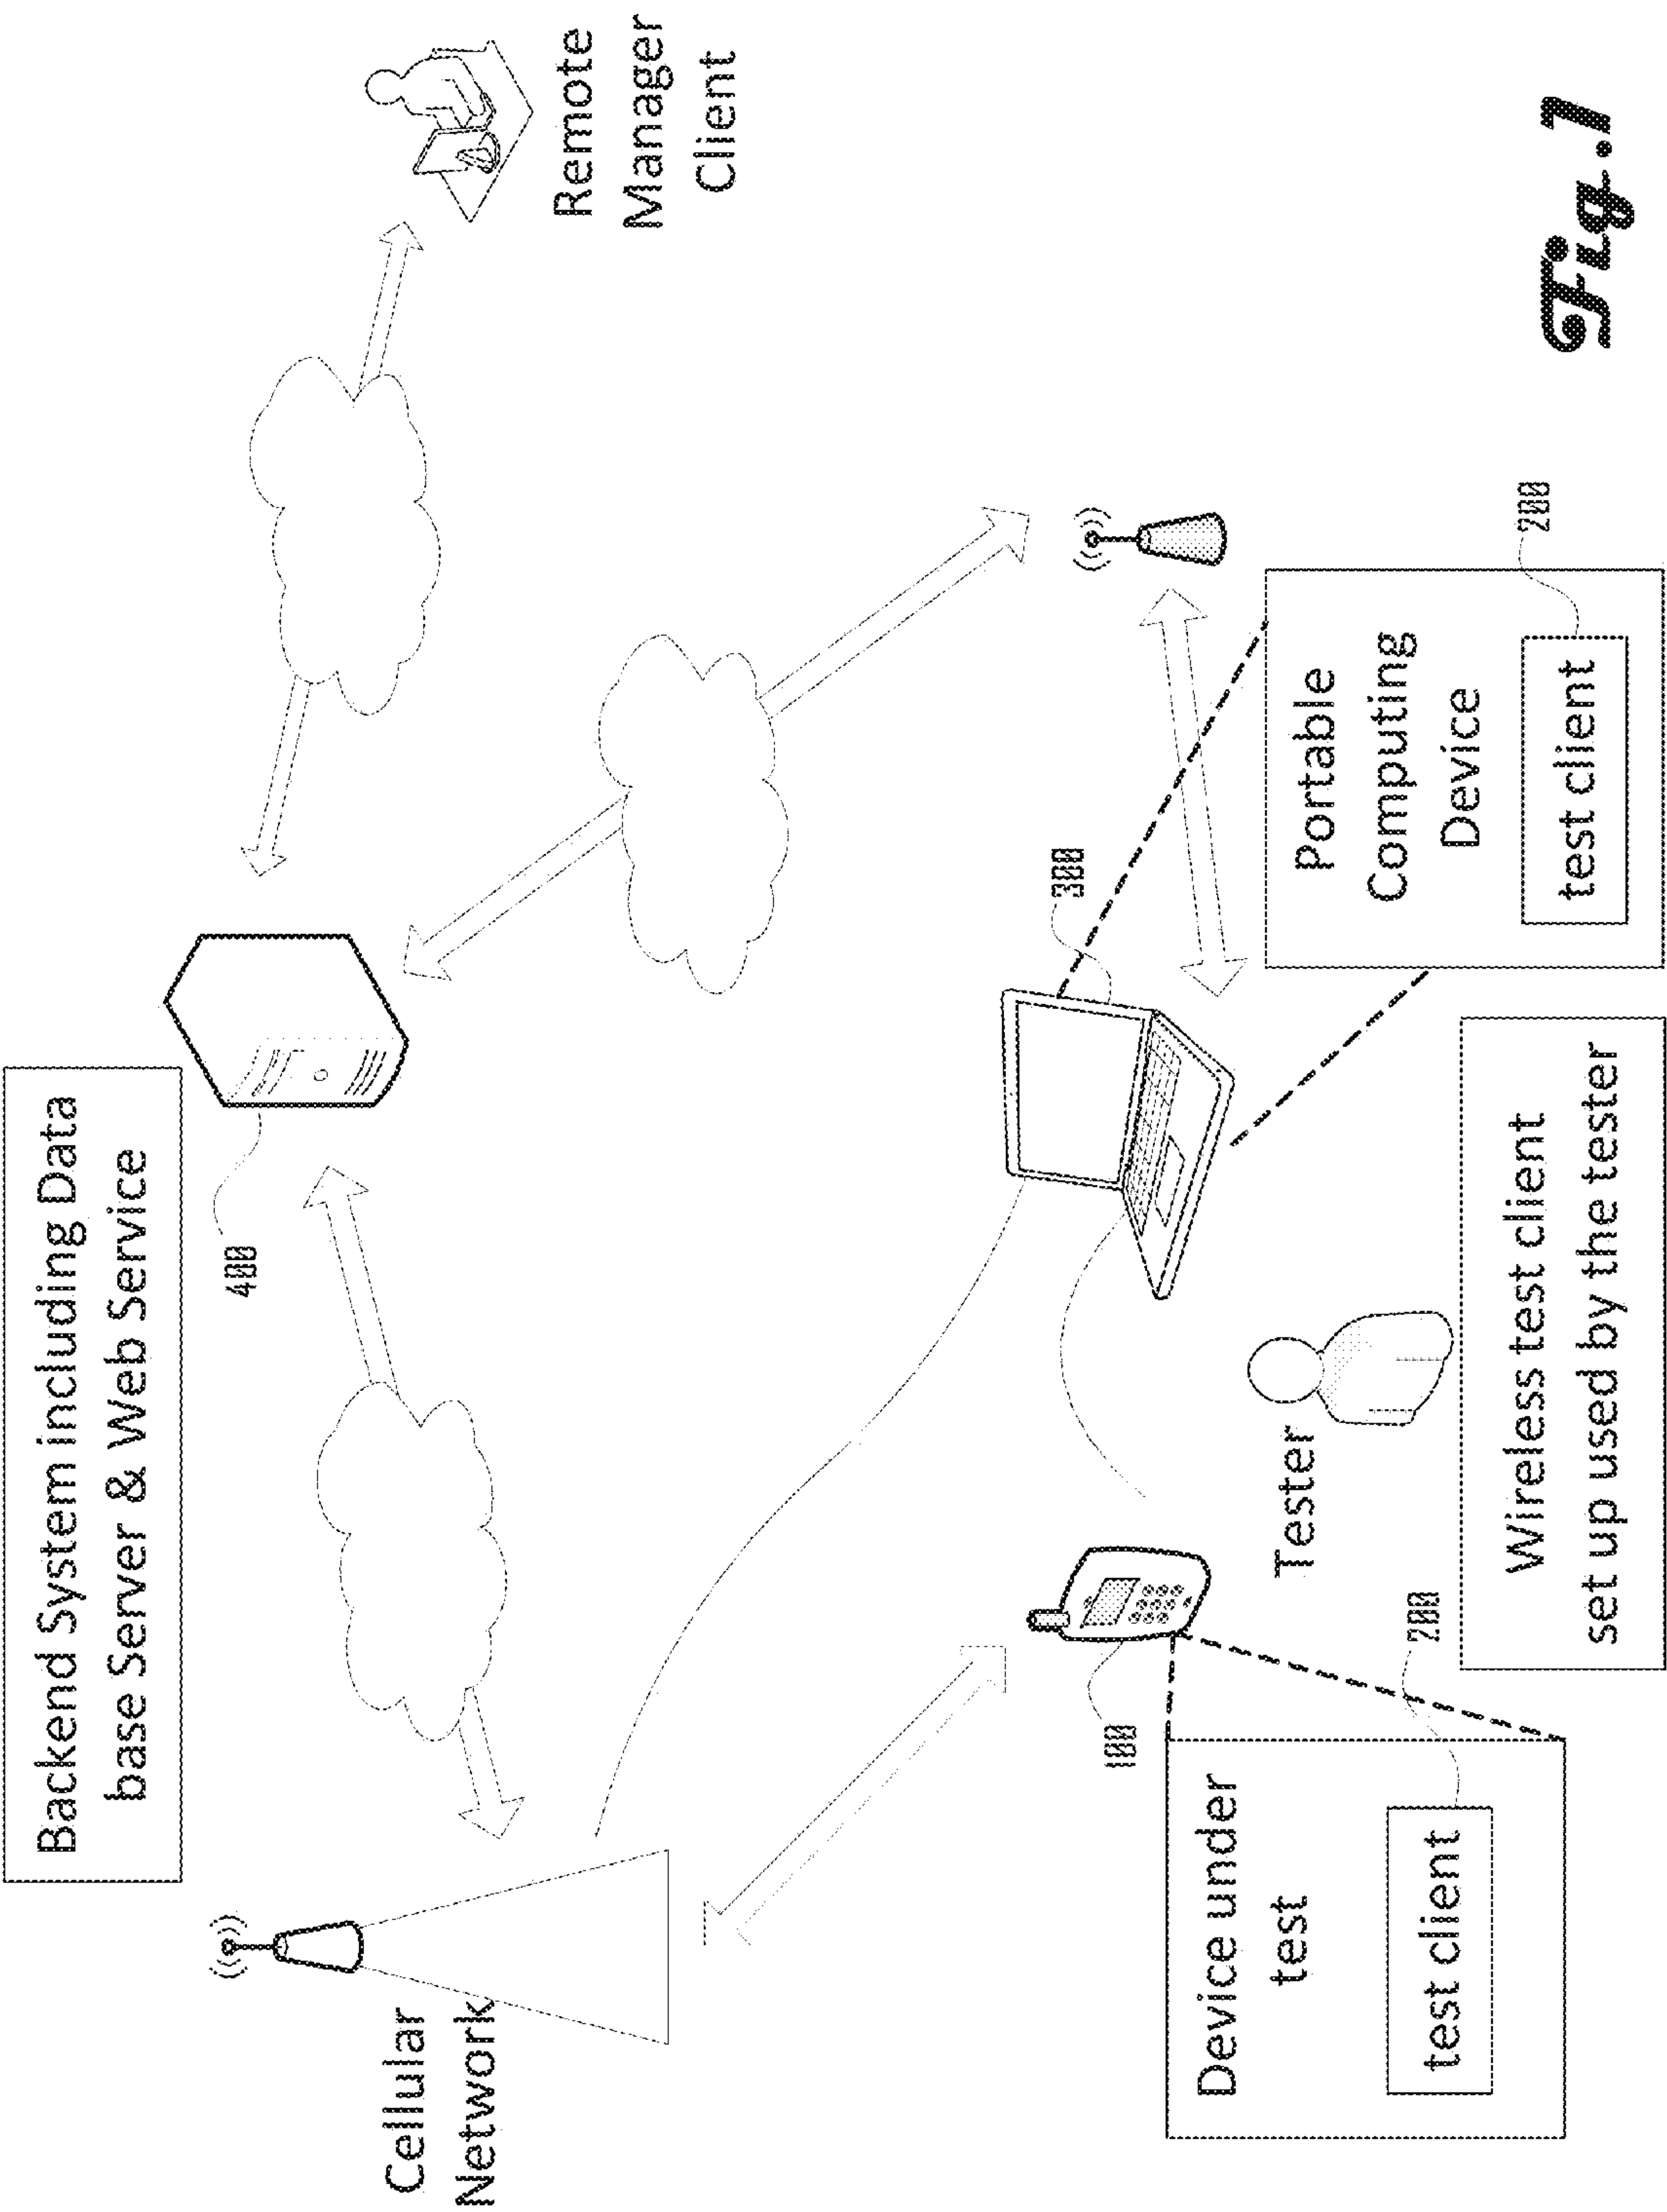 Backend System including Data
base Server & Web Service
400
Cellular
Network
Remote
Manager
Client
300
100
Device under
test
test client
200
Tester
Wireless test client
set up used by the tester
Portable
Computing
Device
test client
200
Fig.1